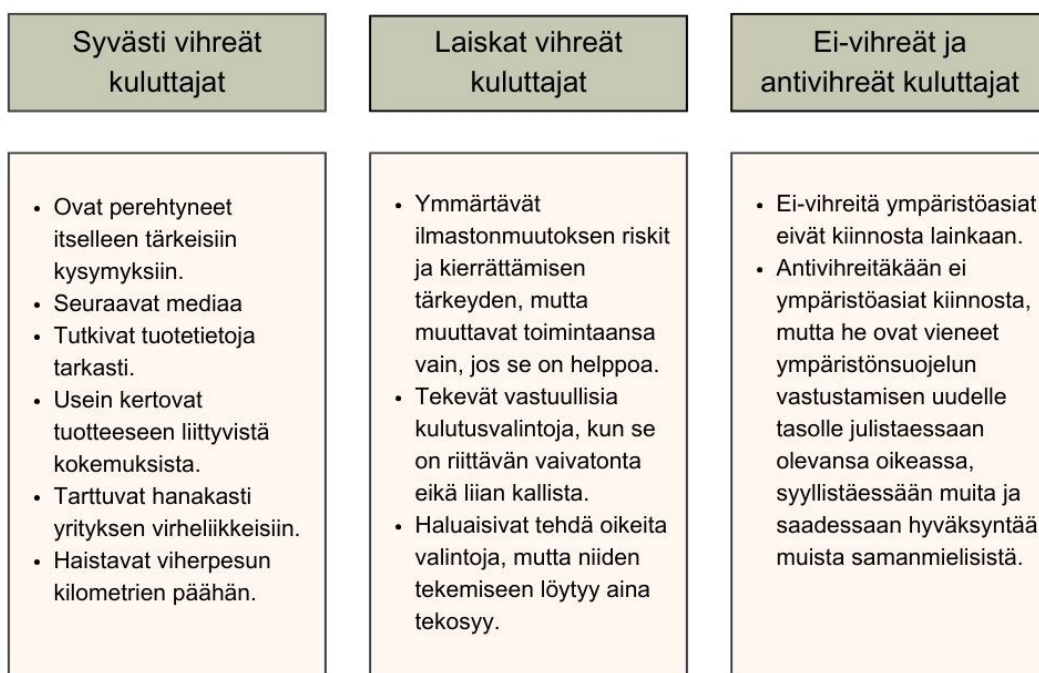 Syvästi vihreät
kuluttajat
• Ovat perehtyneet
itselleen tärkeisiin
kysymyksiin.
• Seuraavat mediaa
• Tutkivat tuotetietoja
tarkasti.
• Usein kertovat
tuotteeseen liittyvistä
kokemuksista.
• Tarttuvat hanakasti
yrityksen virheliikkeisiin.
• Haistavat viherpesun
kilometrien päähän.
Laiskat vihreät
kuluttajat
• Ymmärtävät
ilmastonmuutoksen riskit
ja kierrättämisen
tärkeyden, mutta
muuttavat toimintaansa
vain, jos se on helppoa.
• Tekevät vastuullisia
kulutusvalintoja, kun se
on riittävän vaivatonta
eikä liian kallista.
• Haluaisivat tehdä oikeita
valintoja, mutta niiden
tekemiseen löytyy aina
tekosyy.
Ei-vihreät ja
antivihreät kuluttajat
• Ei-vihreitä ympäristöasiat
eivät kiinnosta lainkaan.
• Antivihreitäkään ei
ympäristöasiat kiinnosta,
mutta he ovat vieneet
ympäristönsuojelun
vastustamisen uudelle
tasolle julistaessaan
olevansa oikeassa,
syyllistäessään muita ja
saadessaan hyväksyntää
muista samanmielisistä.